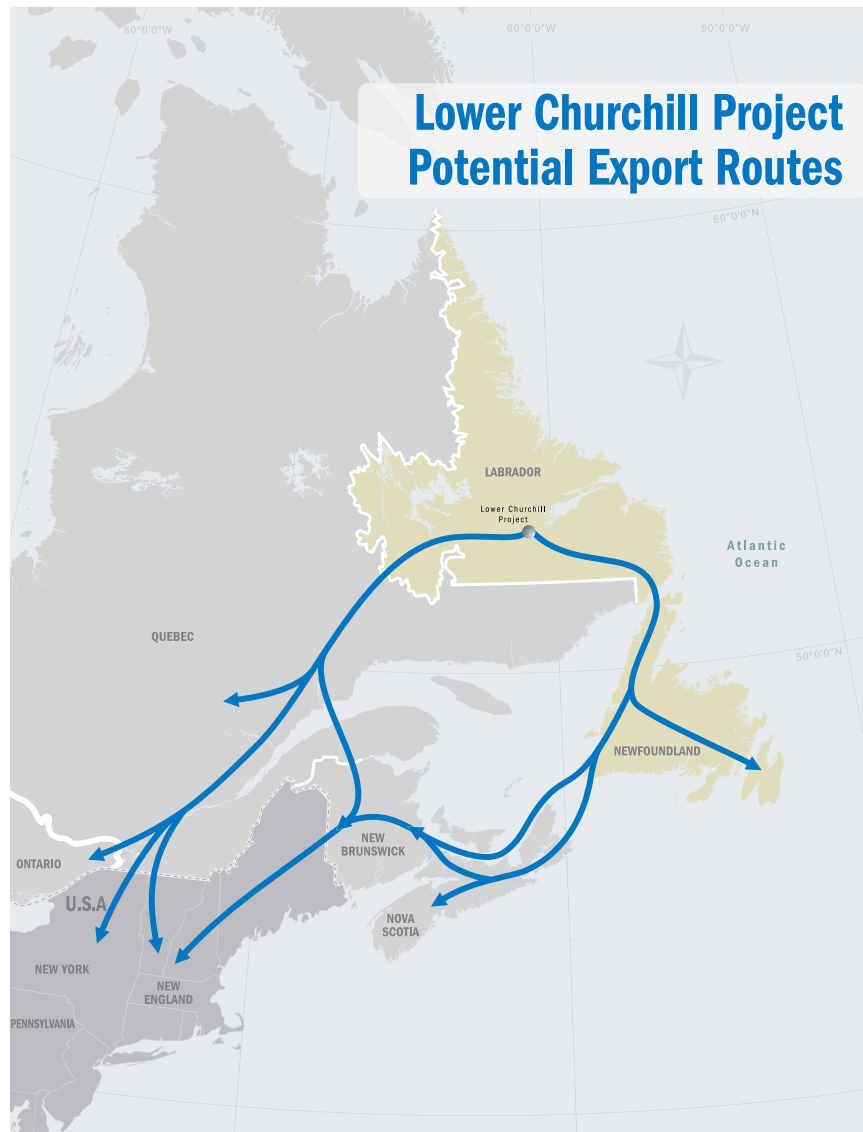 80°0'0"W
60°0'0"W
50°0'0"W
Lower Churchill Project
Potential Export Routes
60°0'0"N
LABRADOR
Lower Churchill
Project
Atlantic
Ocean
QUEBEC
50°0'0"N
NEWFOUNDLAND
NEW
BRUNSWICK
ONTARIO
U.S.A
NOVA
SCOTIA
NEW YORK
NEW
ENGLAND
PENNSYLVANIA